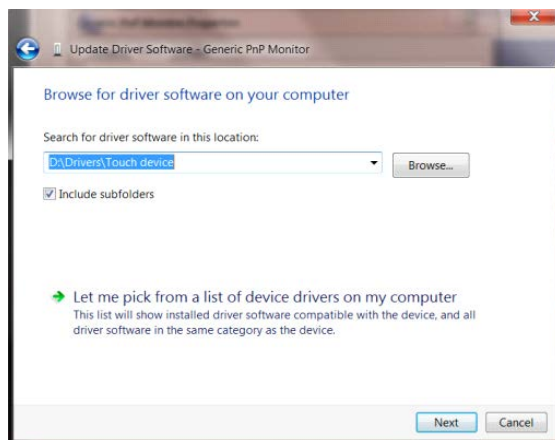 Update Driver Software - Generic PnP Monitor
Browse for driver software on your computer
Search for driver software in this location:
D:\Drivers\Touch device
Browse...
Include subfolders
Let me pick from a list of device drivers on my computer
This list will show installed driver software compatible with the device, and all
driver software in the same category as the device.
Next
Cancel